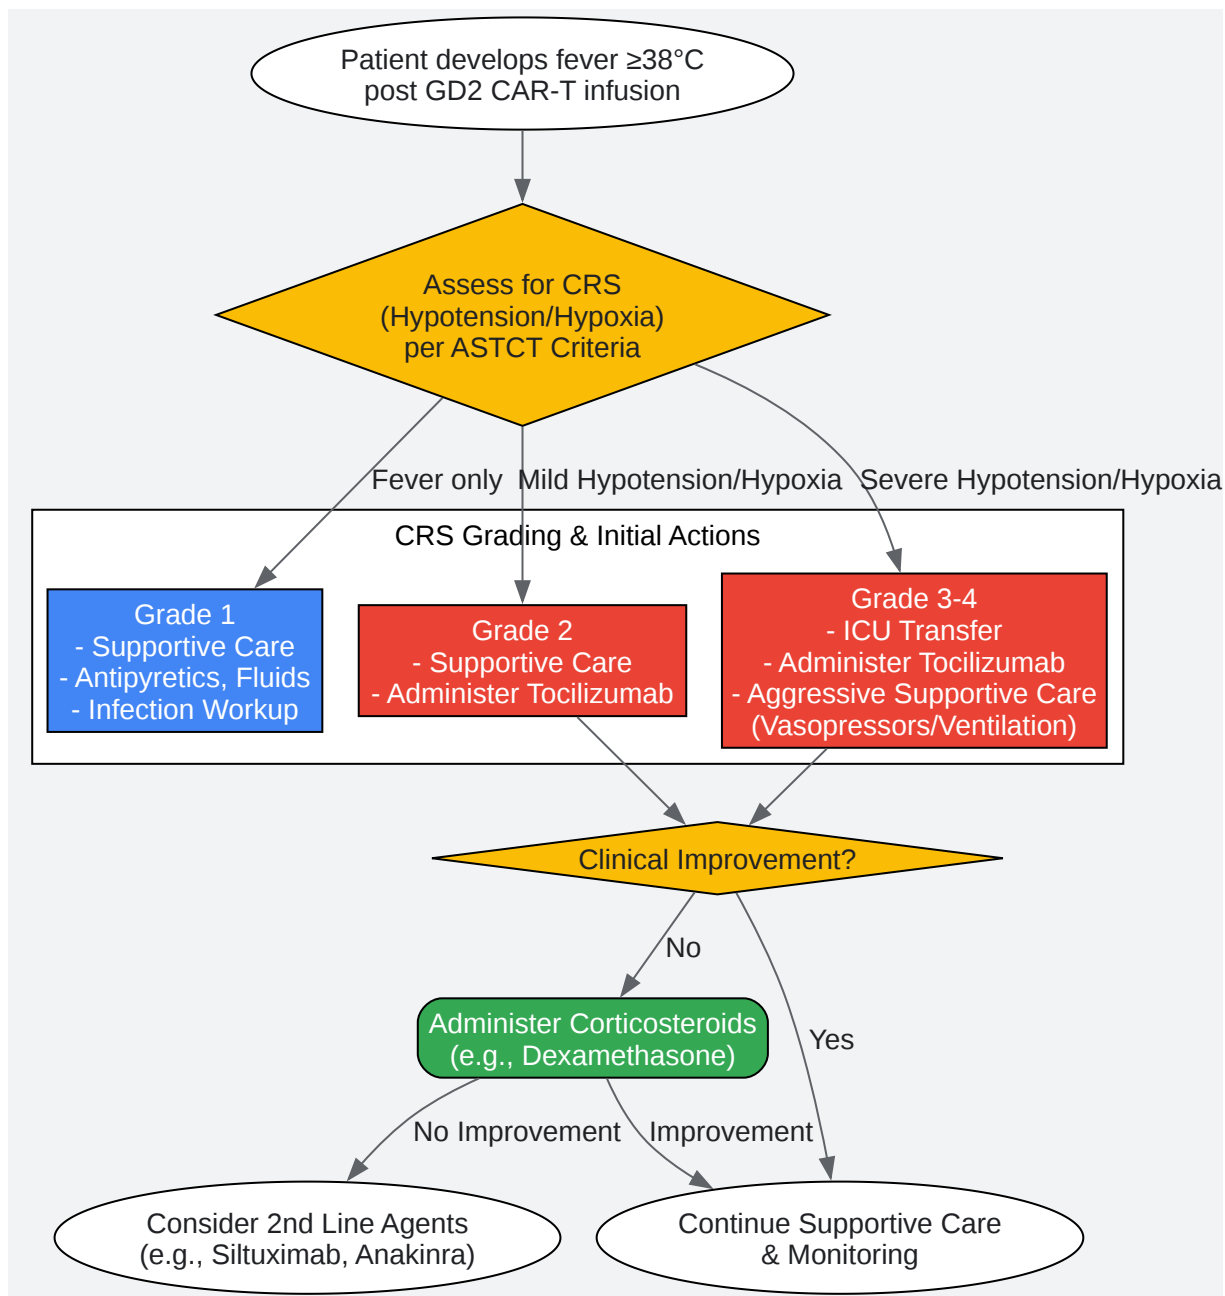 Patient develops fever ≥38°C
post GD2 CAR-T infusion
Assess for CRS
(Hypotension/Hypoxia)
per ASTCT Criteria
Fever only
Mild Hypotension/Hypoxia
Severe Hypotension/Hypoxia
CRS Grading & Initial Actions
Grade 1
- Supportive Care
- Antipyretics, Fluids
- Infection Workup
Grade 2
- Supportive Care
- Administer Tocilizumab
Grade 3-4
- ICU Transfer
- Administer Tocilizumab
- Aggressive Supportive Care
(Vasopressors/Ventilation)
Clinical Improvement?
No
Yes
Administer Corticosteroids
(e.g., Dexamethasone)
No Improvement
Improvement
Consider 2nd Line Agents
(e.g., Siltuximab, Anakinra)
Continue Supportive Care
& Monitoring